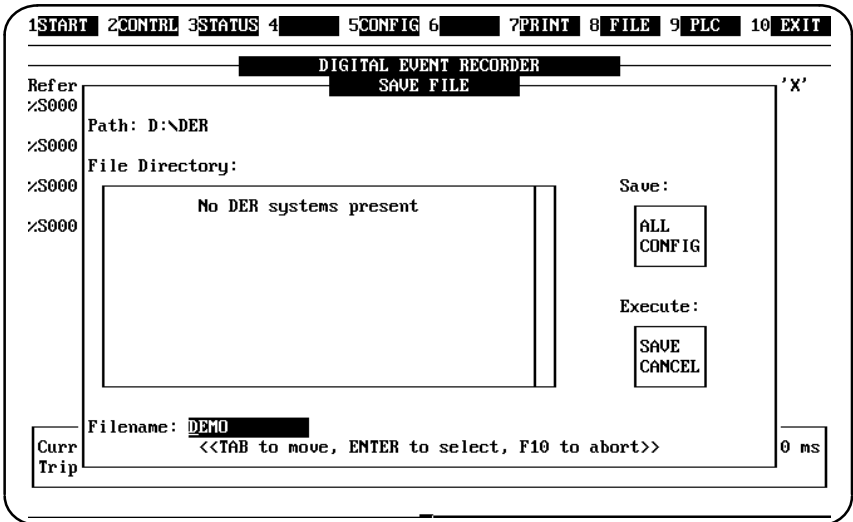 1START 2CONTRL 3STATUS 4 5CONFIG 6 7PRINT 8 FILE 9 PLC 10 EXIT
DIGITAL EVENT RECORDER
Refer SAVE FILE 'X'
%S000
Path: D:\DER
%S000
File Directory:
%S000 Save:
No DER systems present
%S000 ALL
CONFIG
Execute:
SAVE
CANCEL
Filename: DEMO
Curr <<TAB to move, ENTER to select, F10 to abort>> 0 ms
Trip